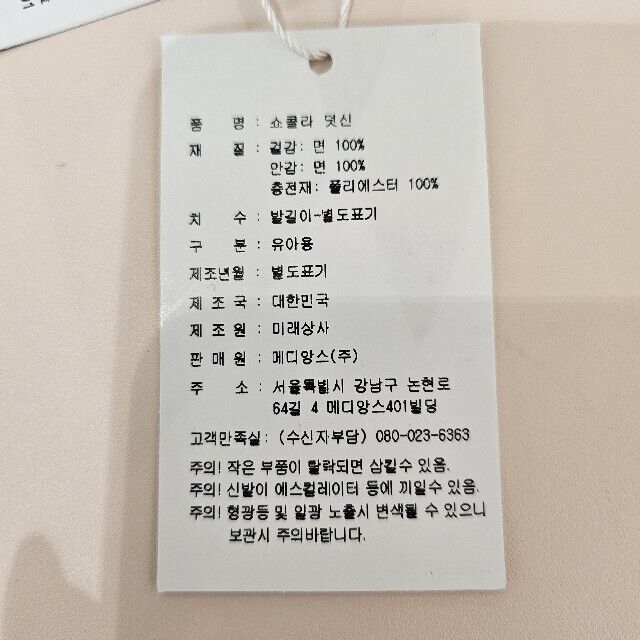 품 명 : 쇼콜라 덧신
재 질 : 겉감: 면 100%
안감: 면 100%
충전재: 폴리에스터 100%
치 수 : 발길이-별도표기
구 분 : 유아용
제조년월 : 별도표기
제 조 국 : 대한민국
제 조 원 : 미래상사
판 매 원 : 메디앙스(주)
주 소 : 서울특별시 강남구 논현로
64길 4 메디앙스401빌딩
고객만족실: (수신자부담) 080-023-6363
주의! 작은 부품이 탈락되면 삼킬수 있음.
주의! 신발이 에스컬레이터 등에 끼일수 있음.
주의! 형광등 및 일광 노출시 변색될 수 있으니
보관시 주의바랍니다.